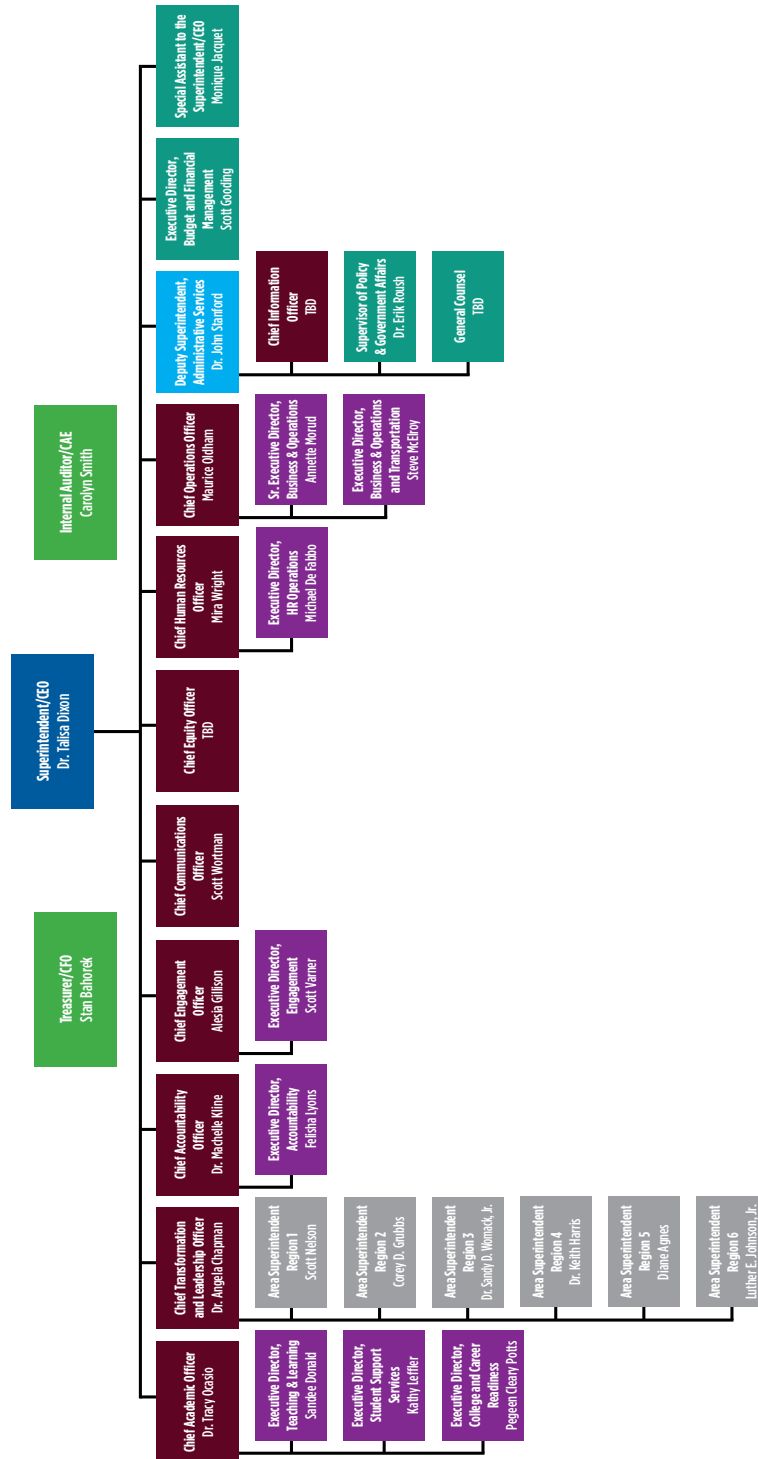 Superintendent/CEO
Dr. Talisa Dixon
Treasurer/CFO
Stan Bahorek
Internal Auditor/CAE
Carolyn Smith
Chief Academic Officer
Dr. Tracy Ocasio
Chief Transformation
and Leadership Officer
Dr. Angela Chapman
Chief Accountability
Officer
Dr. Machelle Kline
Chief Engagement
Officer
Alesia Gillison
Chief Communications
Officer
Scott Wortman
Chief Equity Officer
TBD
Chief Human Resources
Officer
Mira Wright
Chief Operations Officer
Maurice Oldham
Deputy Superintendent,
Administrative Services
Dr. John Stanford
Executive Director,
Budget and Financial
Management
Scott Gooding
Special Assistant to the
Superintendent/CEO
Monique Jacquet
Executive Director,
Teaching & Learning
Sandee Donald
Executive Director,
Student Support
Services
Kathy Leffler
Executive Director,
College and Career
Readiness
Pegeen Cleary Potts
Area Superintendent
Region 1
Scott Nelson
Area Superintendent
Region 2
Corey D. Grubbs
Area Superintendent
Region 3
Dr. Sandy D. Womack, Jr.
Area Superintendent
Region 4
Dr. Keith Harris
Area Superintendent
Region 5
Diane Agnes
Area Superintendent
Region 6
Luther E. Johnson, Jr.
Executive Director,
Accountability
Felisha Lyons
Executive Director,
Engagement
Scott Varner
Executive Director,
HR Operations
Michael De Fabbo
Sr. Executive Director,
Business & Operations
Annette Morud
Executive Director,
Business & Operations
and Transportation
Steve McElroy
Chief Information
Officer
TBD
Supervisor of Policy
& Government Affairs
Dr. Erik Roush
General Counsel
TBD